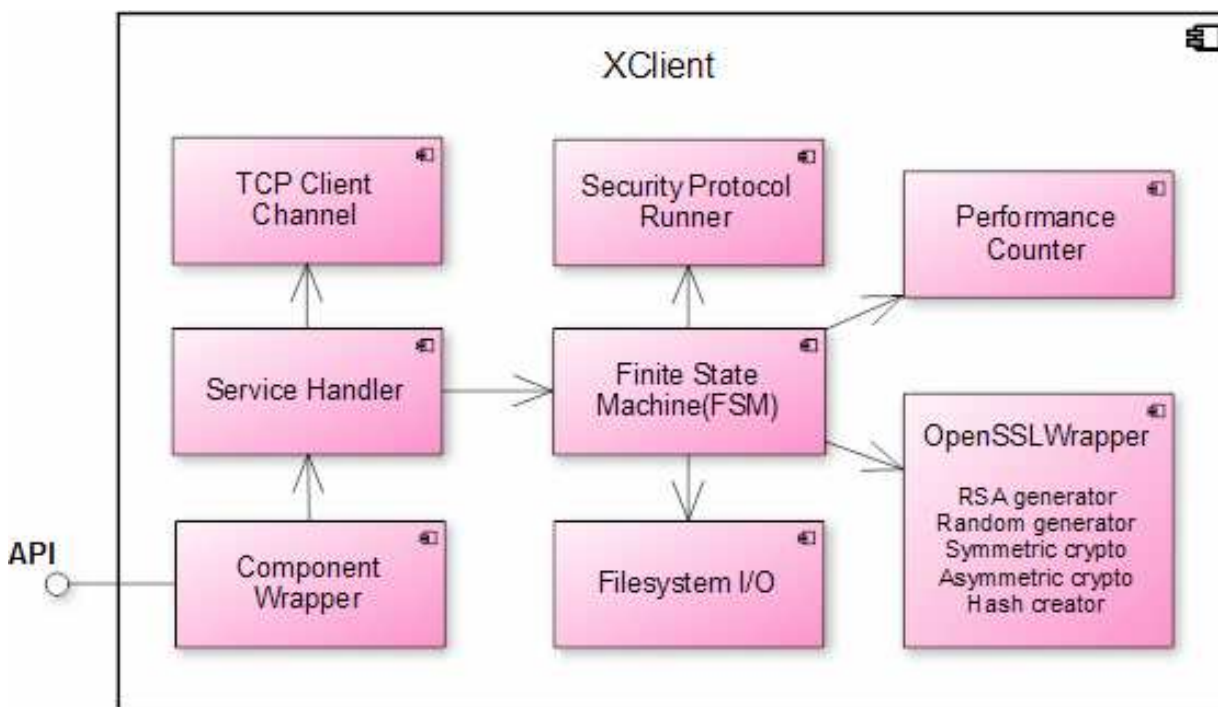 XClient
TCP Client
Channel
Security Protocol
Runner
Performance
Counter
Service Handler
Finite State
Machine(FSM)
OpenSSLWrapper
RSA generator
Random generator
Symmetric crypto
Asymmetric crypto
Hash creator
API
Component
Wrapper
Filesystem I/O